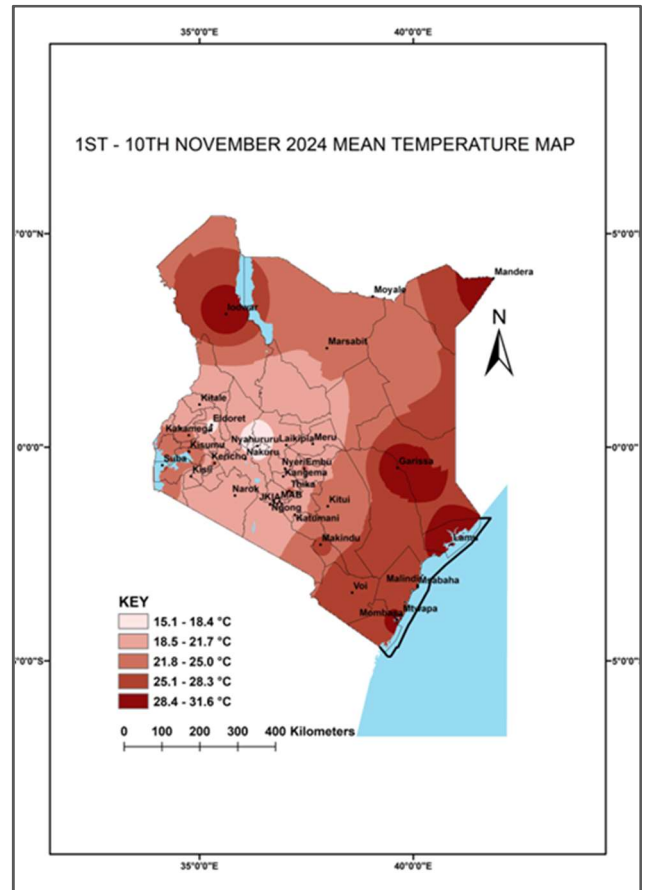 35°0'0"E 40°0'0"E
1ST - 10TH NOVEMBER 2024 MEAN TEMPERATURE MAP
5°0'0"N
Mandera
Moyale
N
lodwar
Marsabit
Kitale
Eldoret
Kakamega
0°0'0" 0°0'0"
Kisumu
Nyahururu
Laikipia
Meru
Kericho
Nakuru
Suba
Kisii
Nyeri
Embu
Garissa
Kangema
Thika
Narok
JKIA
MAB
Kitui
Ngong
Katumani
Makindu
Lamu
Voi
Malindi
Msabaha
Mombasa
Mtwapa
KEY
15.1 - 18.4 °C
18.5 - 21.7 °C
21.8 - 25.0 °C
25.1 - 28.3 °C
28.4 - 31.6 °C
5°0'0"S
0 100 200 300 400 Kilometers
35°0'0"E 40°0'0"E